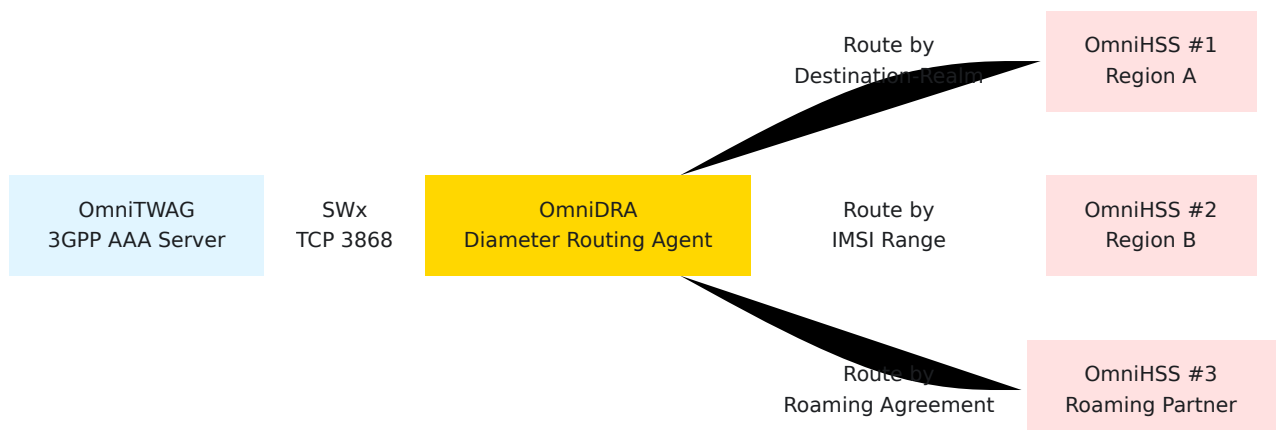 OmniTWAG
3GPP AAA Server
SWx
TCP 3868
OmniDRA
Diameter Routing Agent
Route by
Destination-Realm
OmniHSS #1
Region A
Route by
IMSI Range
OmniHSS #2
Region B
Route by
Roaming Agreement
OmniHSS #3
Roaming Partner